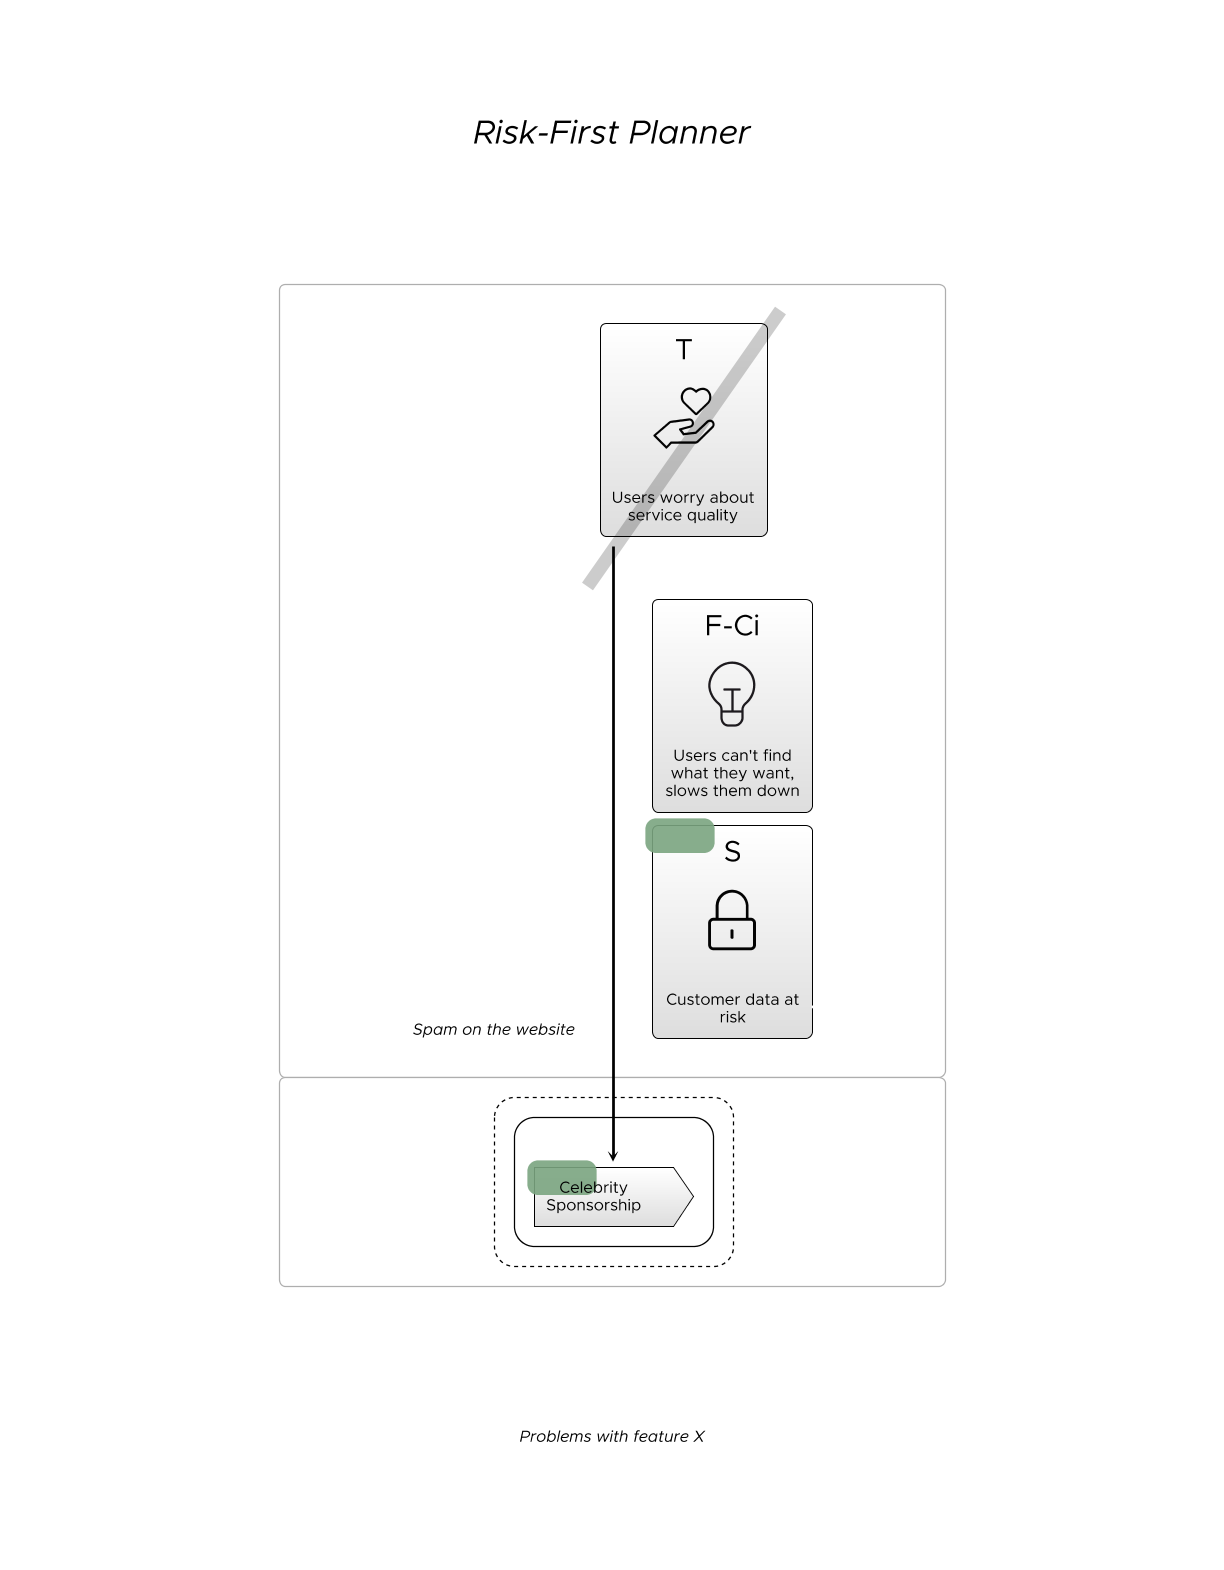 Risk-First Planner
T
Users worry about
service quality
F-Ci
Users can't find
what they want,
slows them down
S
Customer data at
risk
Spam on the website
Celebrity
Sponsorship
Problems with feature X